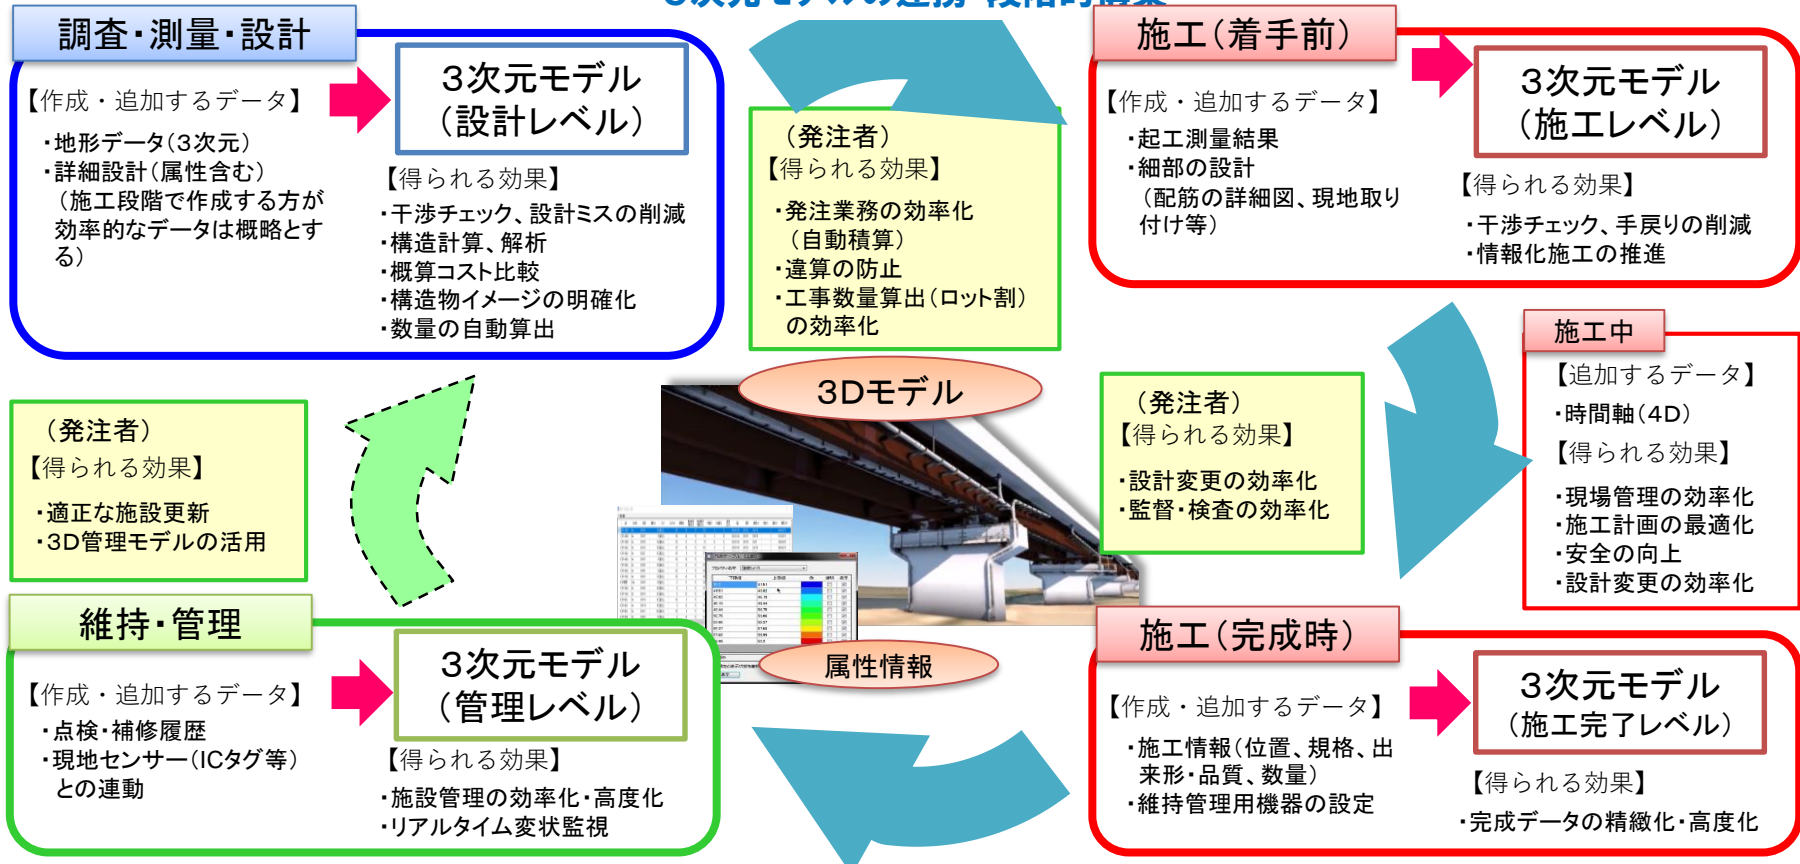 3次元モデルの連携・段階的構築
調査・測量・設計
【作成・追加するデータ】
・地形データ(3次元)
・詳細設計(属性含む)
(施工段階で作成する方が
効率的なデータは概略とす
る)
3次元モデル
(設計レベル)
【得られる効果】
・干渉チェック、設計ミスの削減
・構造計算、解析
・概算コスト比較
・構造物イメージの明確化
・数量の自動算出
(発注者)
【得られる効果】
・発注業務の効率化
(自動積算)
・違算の防止
・工事数量算出(ロット割)
の効率化
施工(着手前)
【作成・追加するデータ】
・起工測量結果
・細部の設計
(配筋の詳細図、現地取り
付け等)
3次元モデル
(施工レベル)
【得られる効果】
・干渉チェック、手戻りの削減
・情報化施工の推進
(発注者)
【得られる効果】
・適正な施設更新
・3D管理モデルの活用
3Dモデル
属性情報
(発注者)
【得られる効果】
・設計変更の効率化
・監督・検査の効率化
施工中
【追加するデータ】
・時間軸(4D)
【得られる効果】
・現場管理の効率化
・施工計画の最適化
・安全の向上
・設計変更の効率化
維持・管理
【作成・追加するデータ】
・点検・補修履歴
・現地センサー(ICタグ等)
との連動
3次元モデル
(管理レベル)
【得られる効果】
・施設管理の効率化・高度化
・リアルタイム変状監視
施工(完成時)
【作成・追加するデータ】
・施工情報(位置、規格、出
来形・品質、数量)
・維持管理用機器の設定
3次元モデル
(施工完了レベル)
【得られる効果】
・完成データの精緻化・高度化